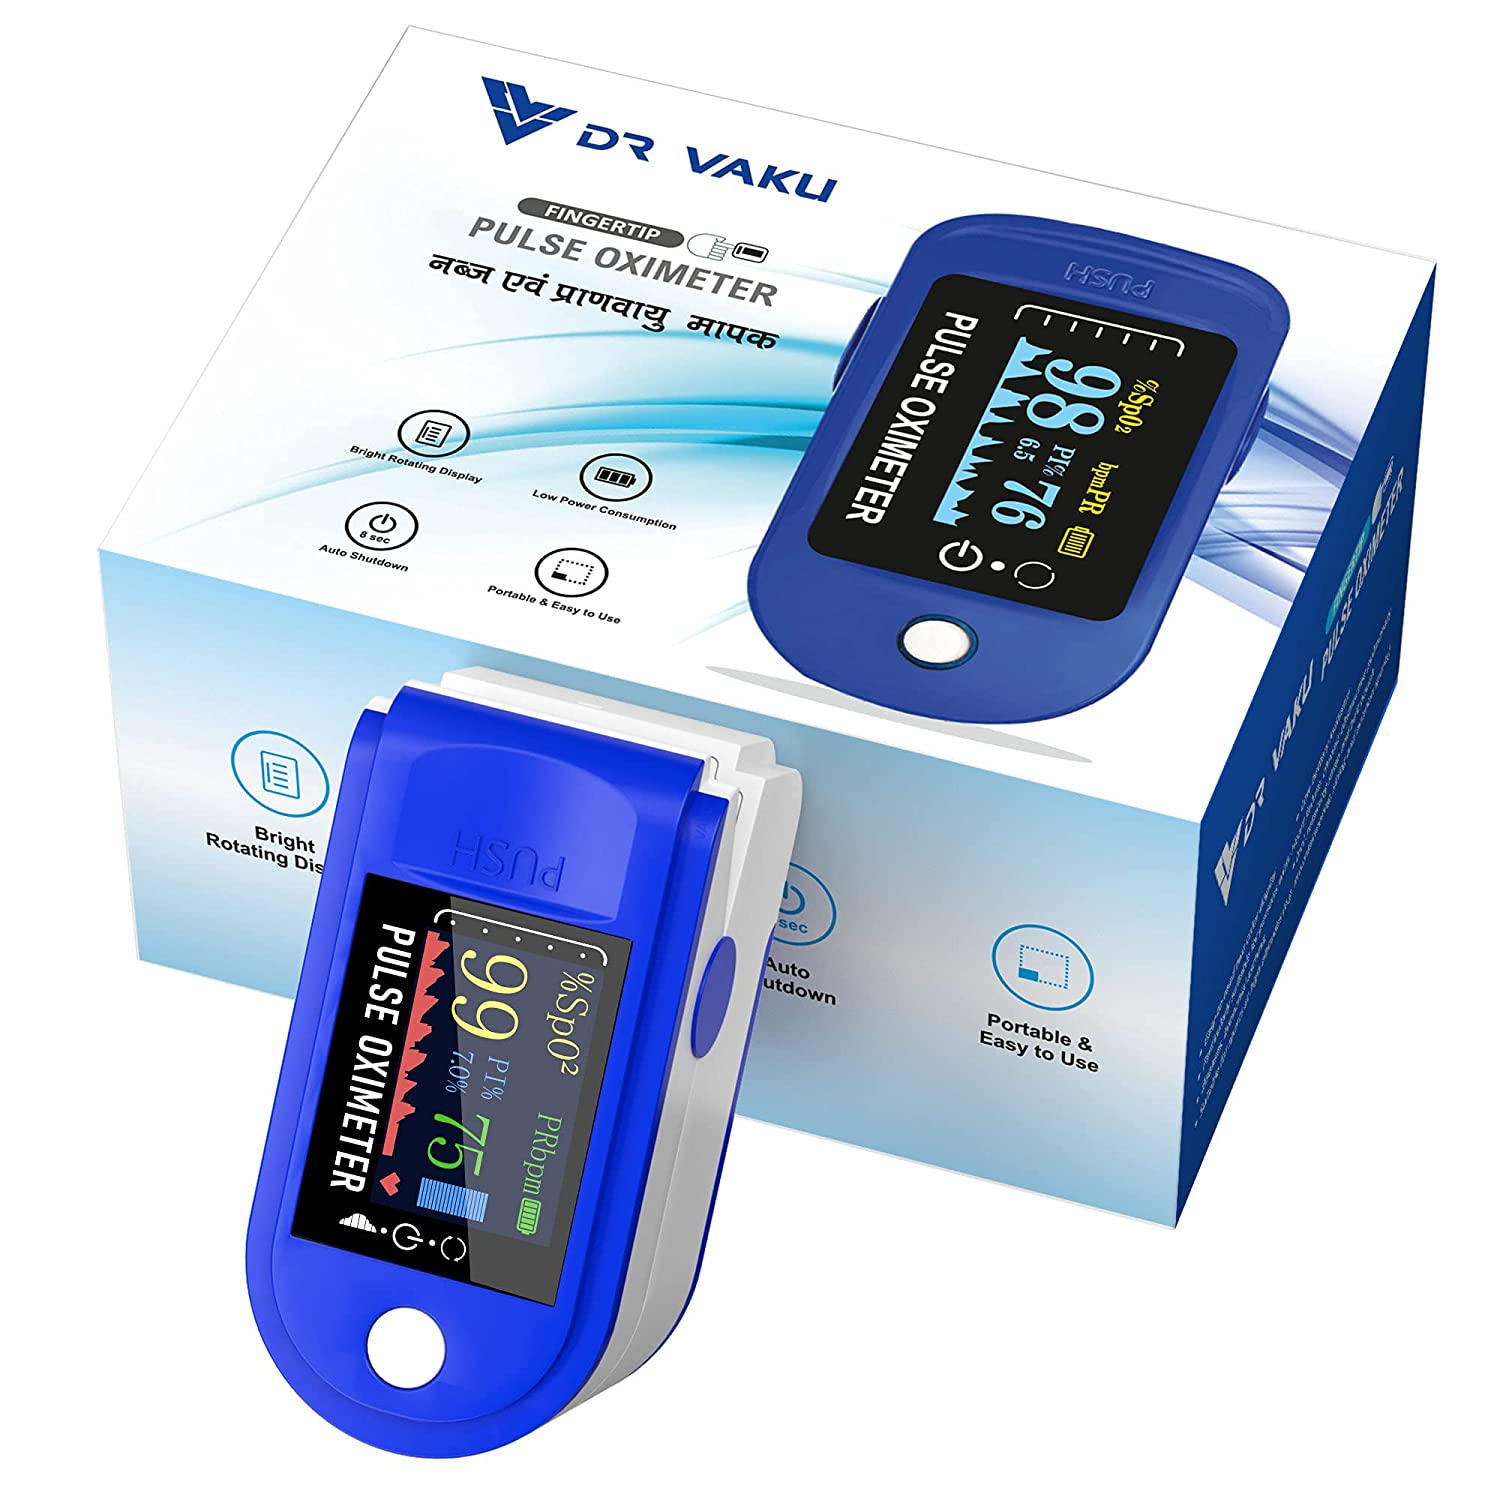 DR VAKU
FINGERTIP
PULSE OXIMETER
नब्ज एवं प्राणवायु मापक
Bright Rotating Display
Low Power Consumption
8 sec
Auto Shutdown
Portable & Easy to Use
PUSH
%SpO₂
98
PI%
6.5
bpmPR
76
PULSE OXIMETER
Bright
Rotating Dis
sec
Auto
utdown
Portable &
Easy to Use
DR VAKU
FINGERTIP
PULSE OXIMETER
PUSH
%SpO²
99
PI%
7.0%
PRbpm
75
PULSE OXIMETER